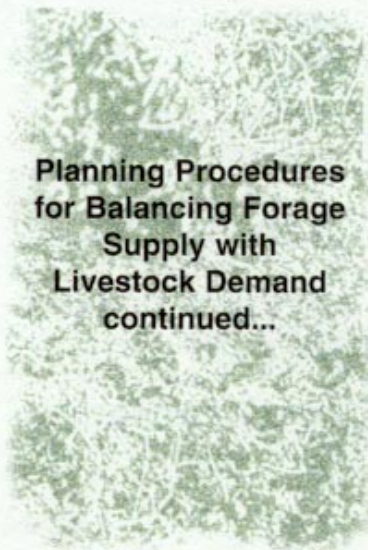 Planning Procedures
for Balancing Forage
Supply with
Livestock Demand
continued...